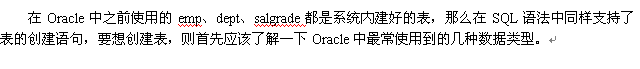 在 Oracle 中之前使用的 emp、dept、salgrade 都是系统内建好的表，那么在 SQL 语法中同样支持了
表的创建语句，要想创建表，则首先应该了解一下 Oracle 中最常使用到的几种数据类型。